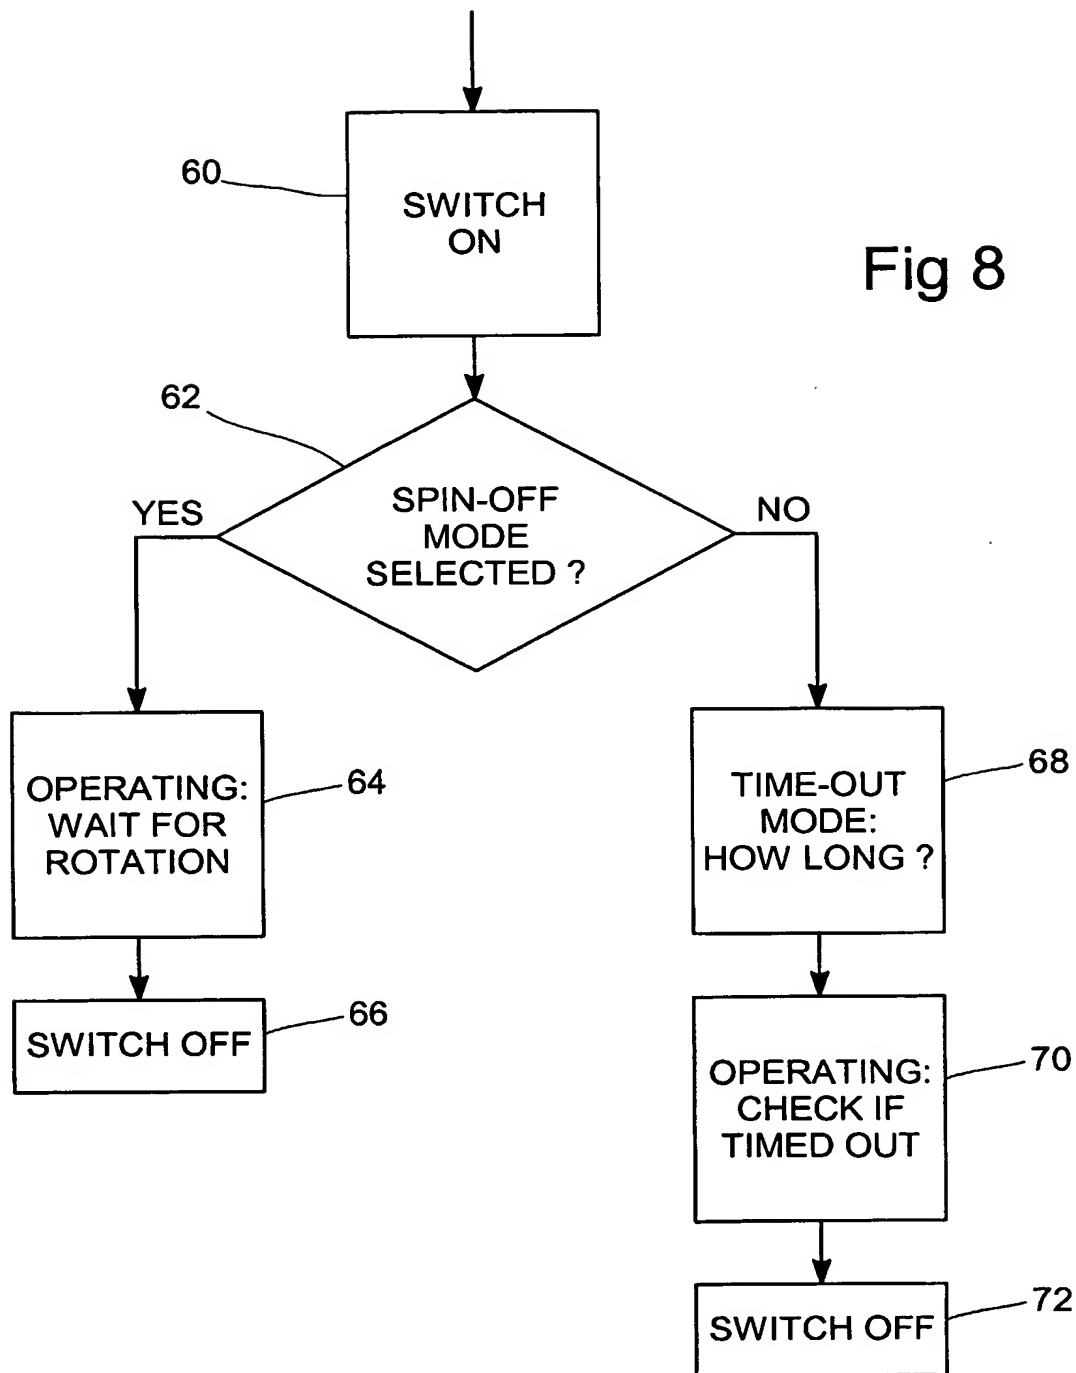 60
SWITCH
ON
Fig 8
62
YES
SPIN-OFF
MODE
SELECTED ?
NO
OPERATING:
WAIT FOR
ROTATION
64
TIME-OUT
MODE:
HOW LONG ?
68
SWITCH OFF
66
OPERATING:
CHECK IF
TIMED OUT
70
SWITCH OFF
72